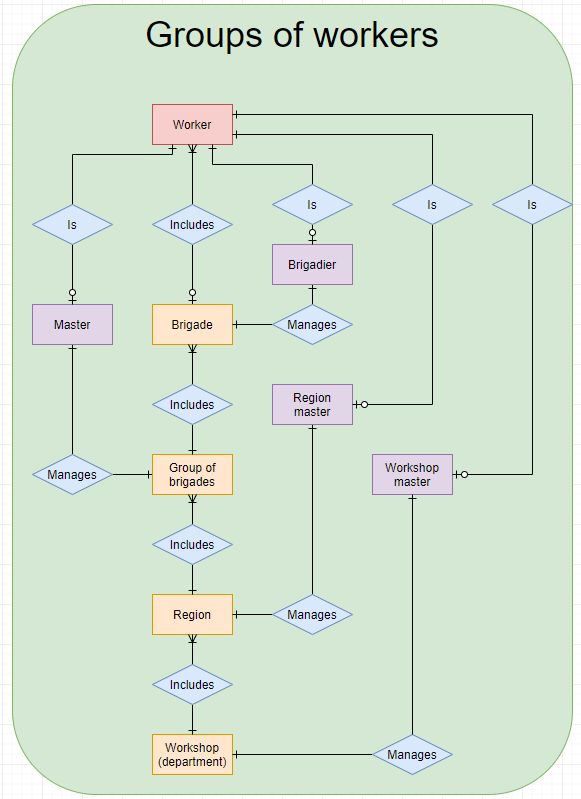 Groups of workers
Worker
Is
Includes
Is
Is
Is
Brigadier
Master
Brigade
Manages
Includes
Region
master
Manages
Group of
brigades
Workshop
master
Includes
Region
Manages
Includes
Workshop
(department)
Manages